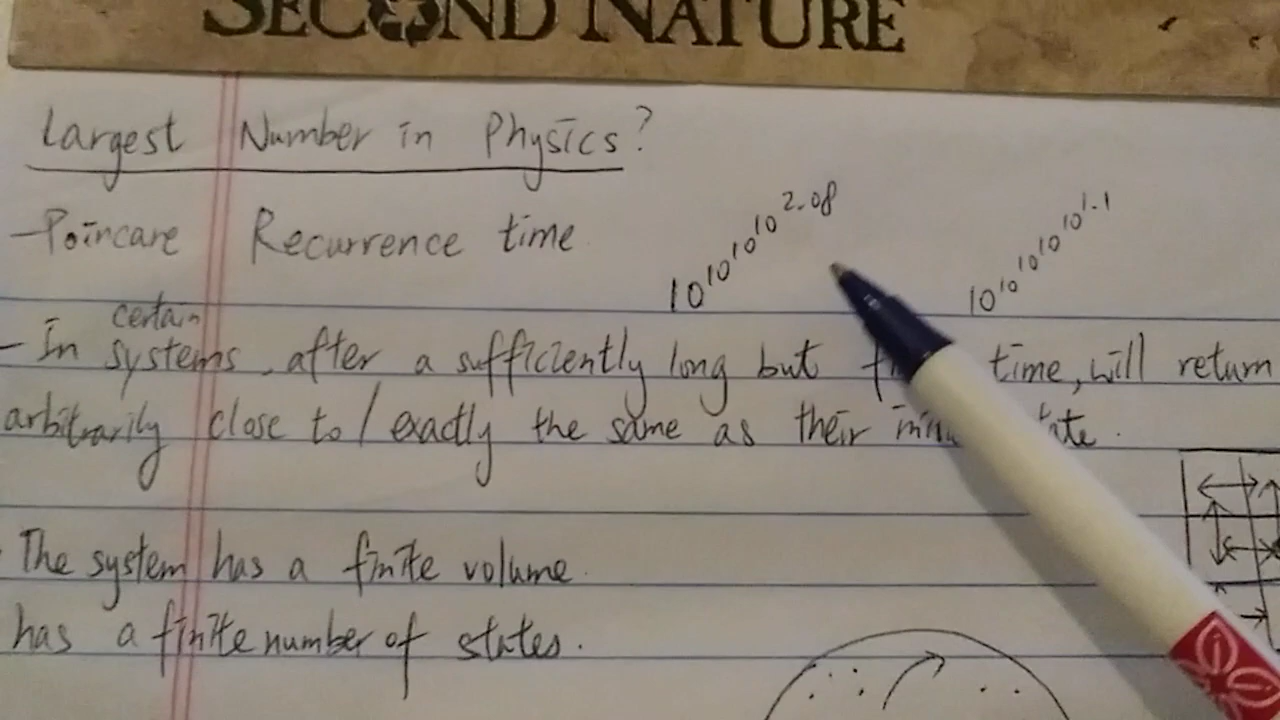 SECOND NATURE
Largest Number in Physics?
-Poincare Recurrence time 10^10^10^10^10^2.08 10^10^10^10^10^1.1
-In certain systems, after a sufficiently long but time, will return
arbitrarily close to / exactly the same as their
The system has a finite volume.
has a finite number of states.